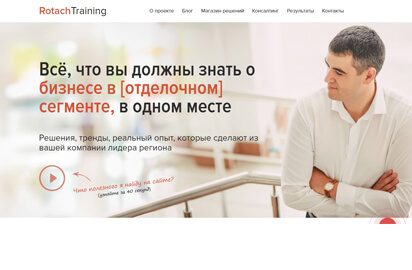 RotachTraining
О проекте Блог Магазин решений Консалтинг Результаты Контакты
Всё, что вы должны знать о
бизнесе в [отделочном]
сегменте, в одном месте
Решения, тренды, реальный опыт, которые сделают из
вашей компании лидера региона
Что полезного я найду на сайте?
(узнайте за 90 секунд)